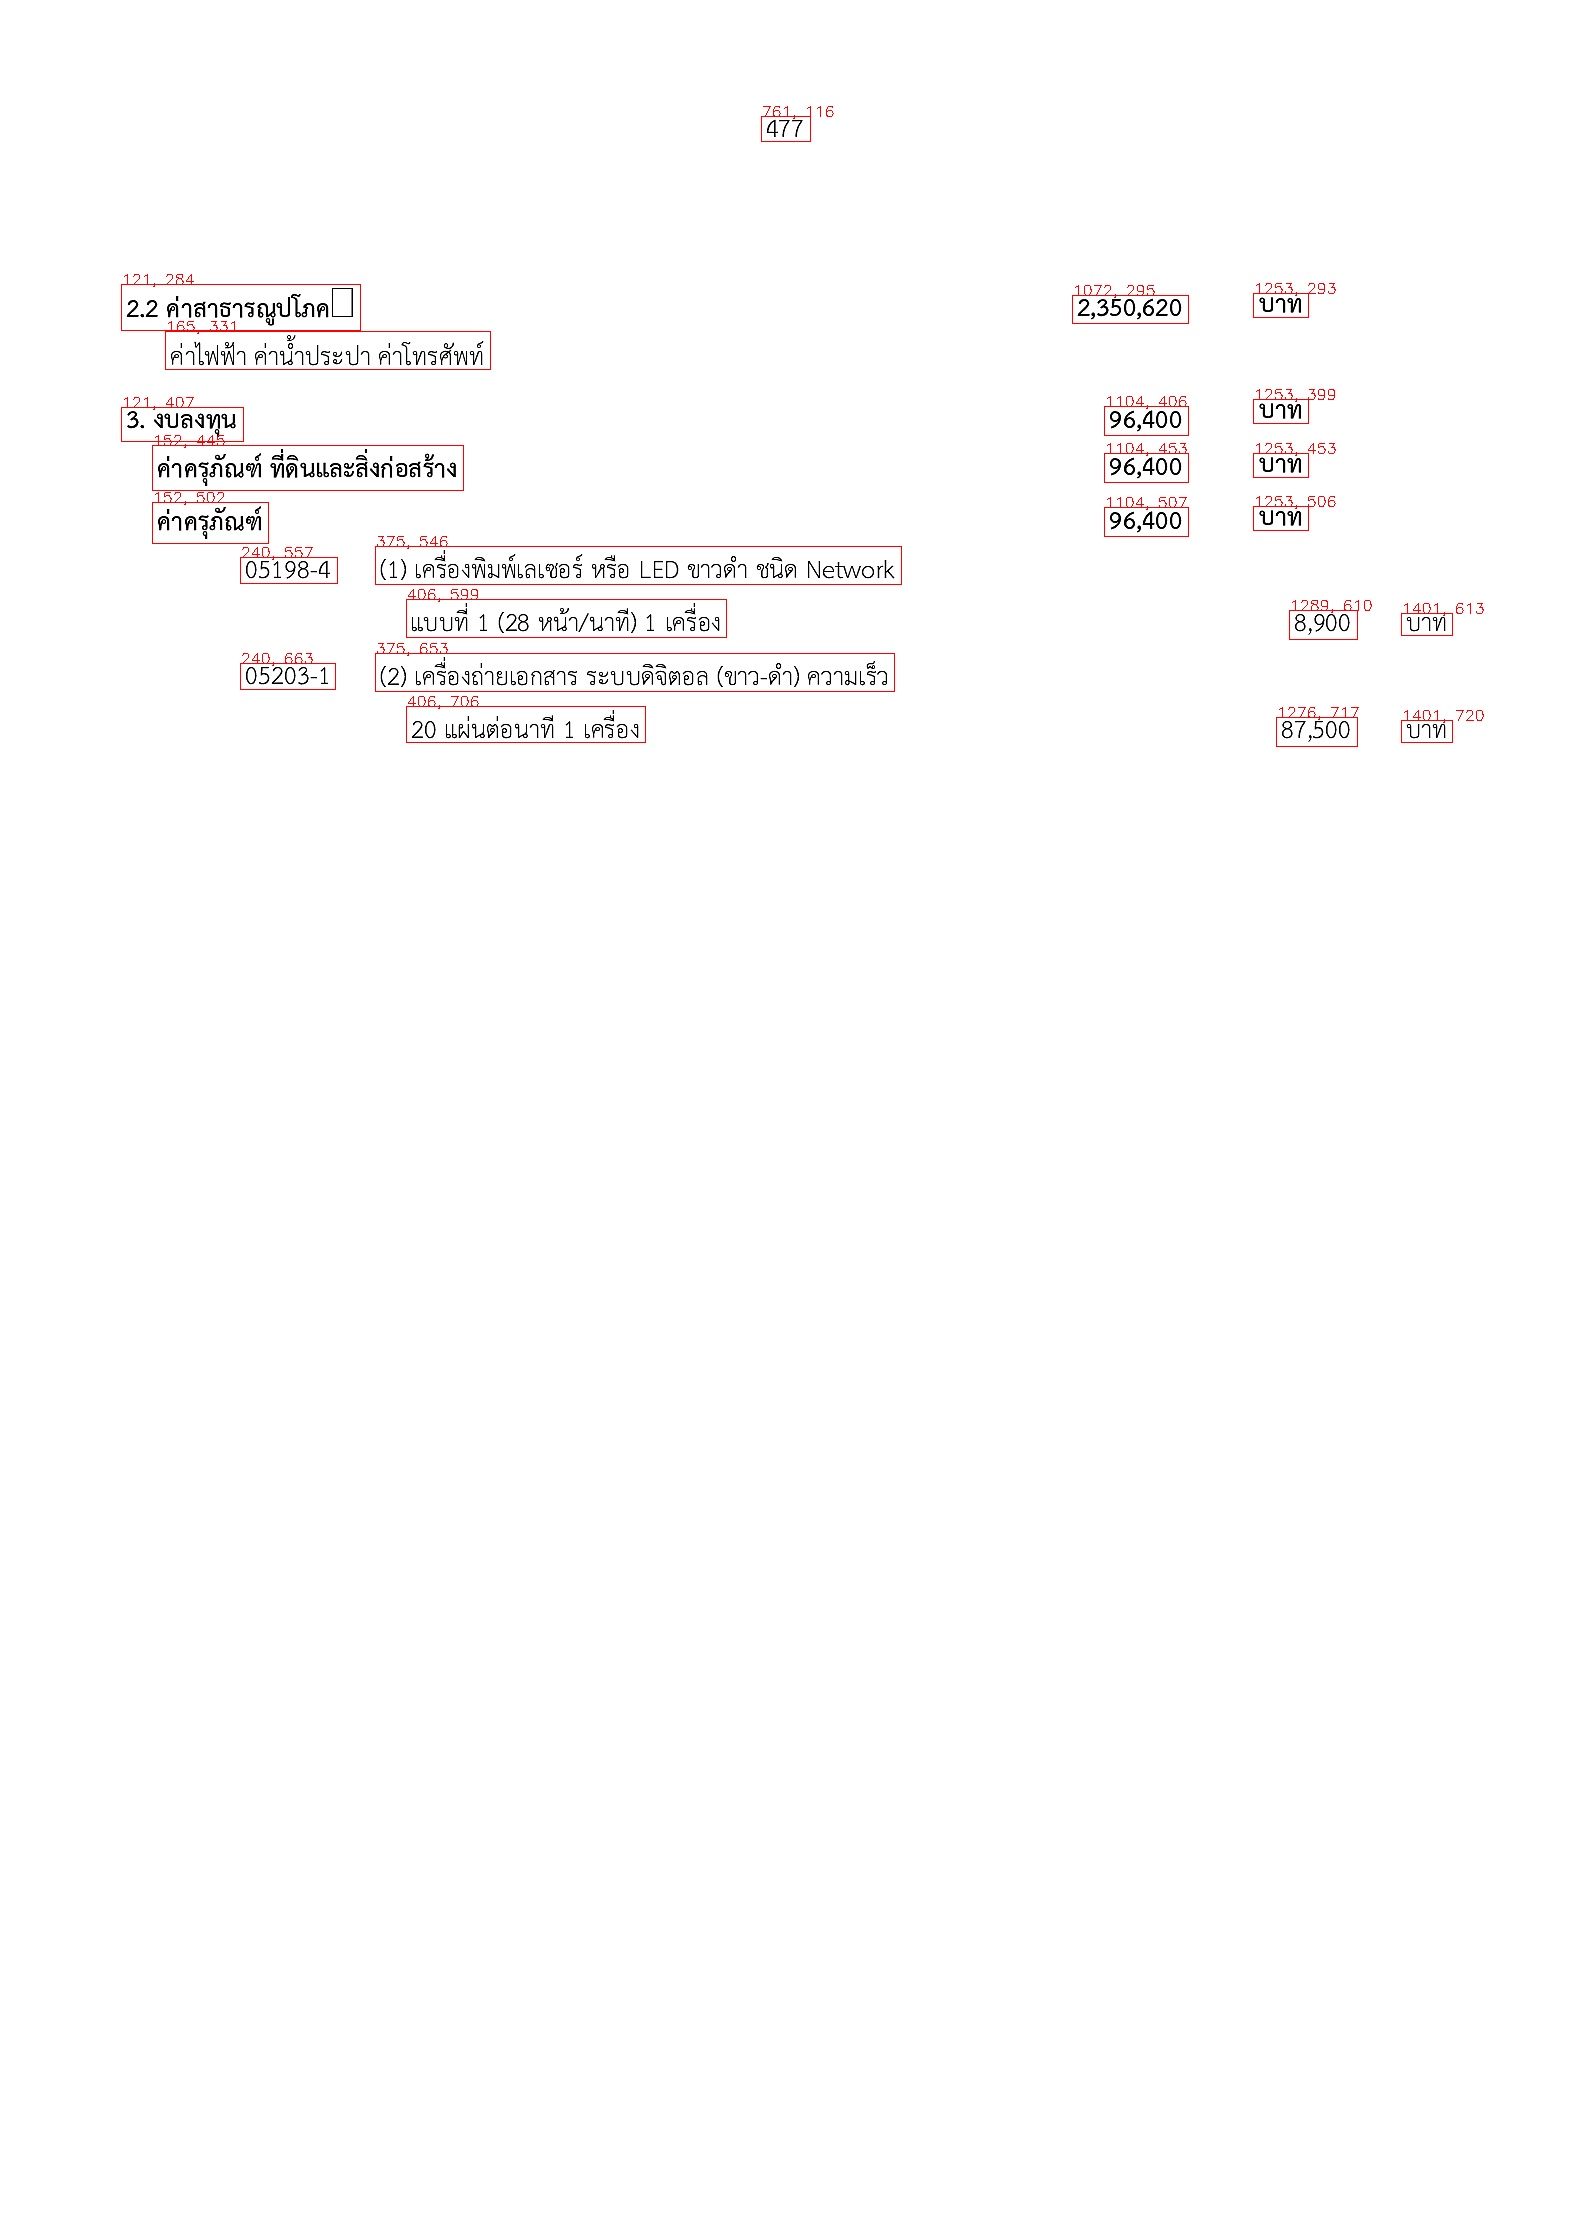 761, 116
477
121, 284
1072, 295
1253, 293
2.2 ค่าสาธารณูปโภค 2,350,620 บาท
165, 331
ค่าไฟฟ้า ค่าน้ำประปา ค่าโทรศัพท์
121, 407
1104, 406
1253, 399
3. งบลงทุน 96,400 บาท
152, 445
1104, 453
1253, 453
ค่าครุภัณฑ์ ที่ดินและสิ่งก่อสร้าง 96,400 บาท
152, 502
1104, 507
1253, 506
ค่าครุภัณฑ์ 96,400 บาท
240, 557
375, 546
05198-4 (1) เครื่องพิมพ์เลเซอร์ หรือ LED ขาวดำ ชนิด Network
406, 599
1289, 610
1401, 613
แบบที่ 1 (28 หน้า/นาที) 1 เครื่อง 8,900 บาท
240, 663
375, 653
05203-1 (2) เครื่องถ่ายเอกสาร ระบบดิจิตอล (ขาว-ดำ) ความเร็ว
406, 706
1276, 717
1401, 720
20 แผ่นต่อนาที 1 เครื่อง 87,500 บาท